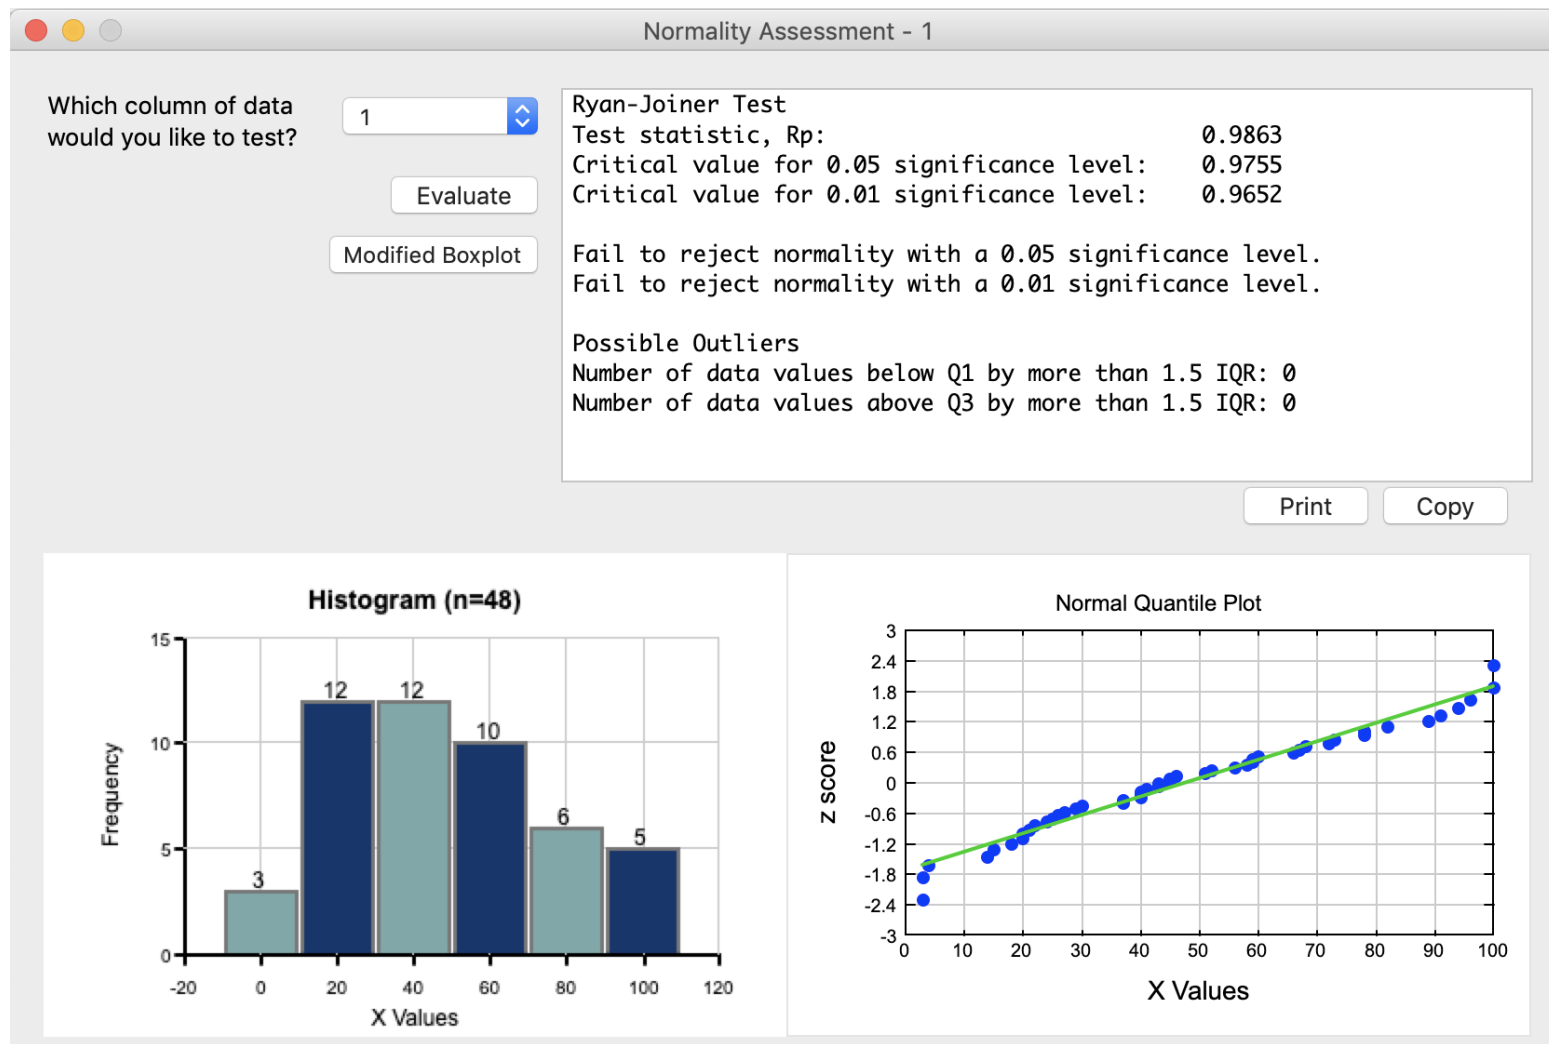 Normality Assessment - 1
Which column of data
would you like to test?
1
Evaluate
Modified Boxplot
Ryan-Joiner Test
Test statistic, Rp: 0.9863
Critical value for 0.05 significance level: 0.9755
Critical value for 0.01 significance level: 0.9652
Fail to reject normality with a 0.05 significance level.
Fail to reject normality with a 0.01 significance level.
Possible Outliers
Number of data values below Q1 by more than 1.5 IQR: 0
Number of data values above Q3 by more than 1.5 IQR: 0
Print
Copy
Histogram (n=48)
Frequency
15
10
5
0
3
12
12
10
6
5
-20 0 20 40 60 80 100 120
X Values
Normal Quantile Plot
z score
3
2.4
1.8
1.2
0.6
0
-0.6
-1.2
-1.8
-2.4
-3
0 10 20 30 40 50 60 70 80 90 100
X Values